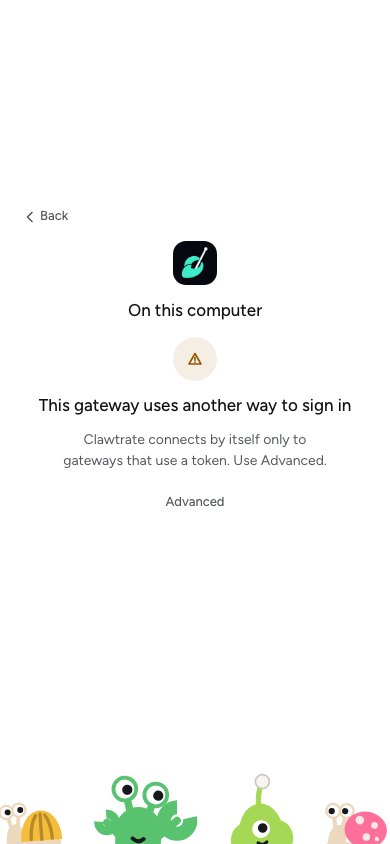 Back
On this computer
This gateway uses another way to sign in
Clawtrate connects by itself only to
gateways that use a token. Use Advanced.
Advanced